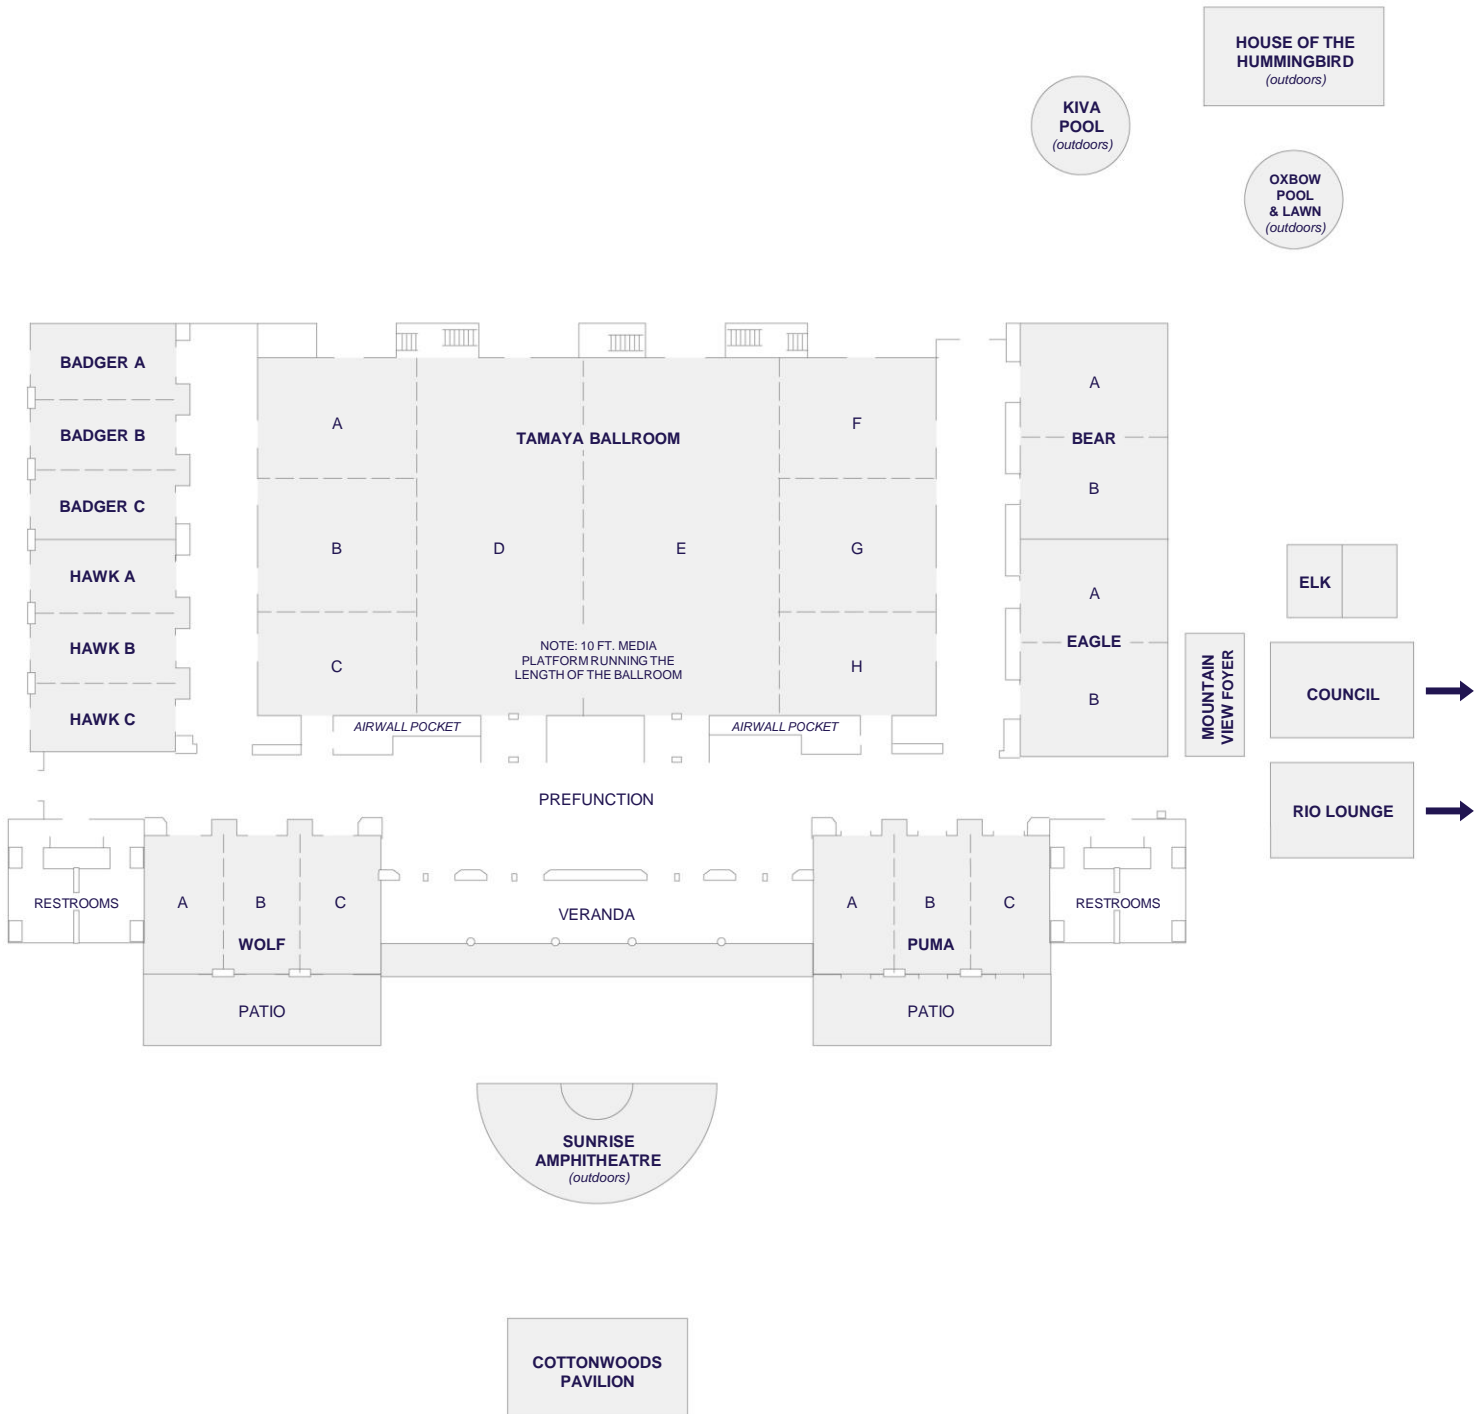 HOUSE OF THE
HUMMINGBIRD
(outdoors)
KIVA
POOL
(outdoors)
OXBOW
POOL
& LAWN
(outdoors)
BADGER A
BADGER B
BADGER C
HAWK A
HAWK B
HAWK C
A
B
C
TAMAYA BALLROOM
D
E
NOTE: 10 FT. MEDIA
PLATFORM RUNNING THE
LENGTH OF THE BALLROOM
F
G
H
AIRWALL POCKET
AIRWALL POCKET
A
BEAR
B
A
EAGLE
B
MOUNTAIN
VIEW FOYER
ELK
COUNCIL
RIO LOUNGE
PREFUNCTION
RESTROOMS
A
B
C
WOLF
PATIO
VERANDA
A
B
C
PUMA
PATIO
RESTROOMS
SUNRISE
AMPHITHEATRE
(outdoors)
COTTONWOODS
PAVILION